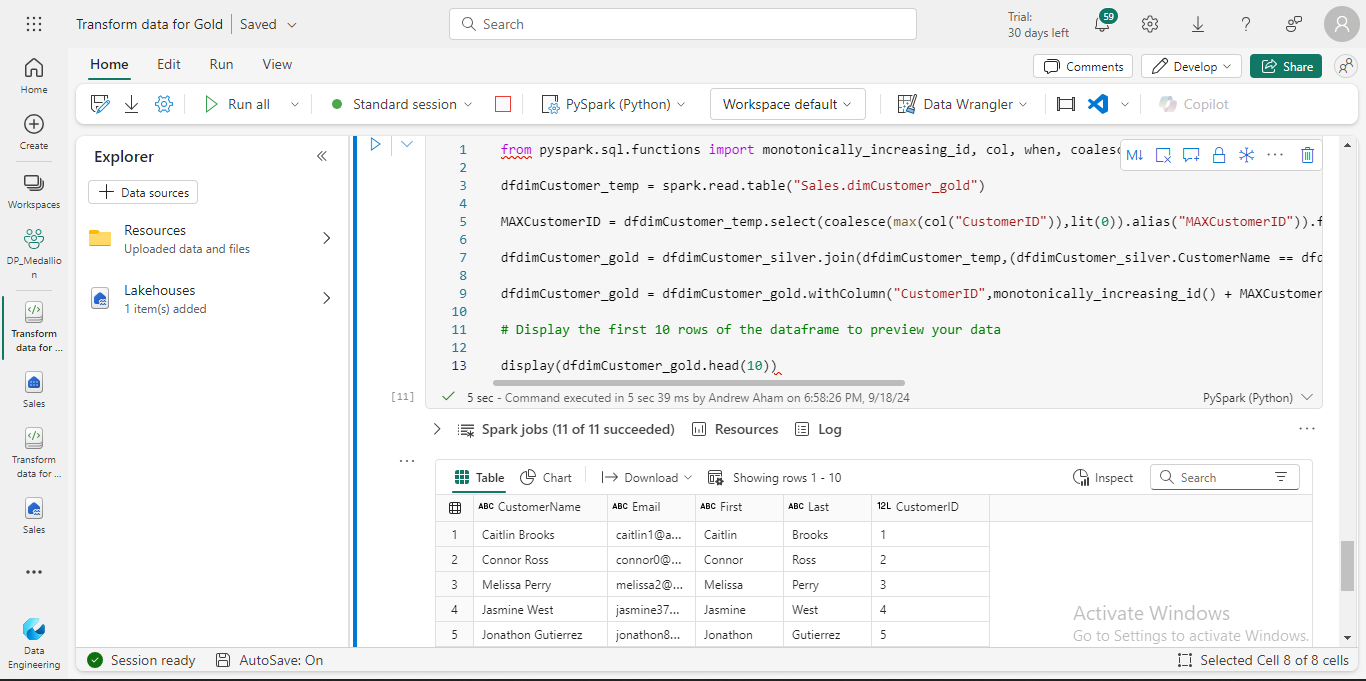 Transform data for Gold
Saved
Search
Trial:
30 days left
59
Home
Edit
Run
View
Comments
Develop
Share
Run all
Standard session
PySpark (Python)
Workspace default
Data Wrangler
Copilot
Home
Create
Workspaces
DP_Medallio
n
Transform
data for ...
Sales
Transform
data for ...
Sales
Data
Engineering
Explorer
Data sources
Resources
Uploaded data and files
Lakehouses
1 item(s) added
M↓
1 from pyspark.sql.functions import monotonically_increasing_id, col, when, coalesc
2
3 dfdimCustomer_temp = spark.read.table("Sales.dimCustomer_gold")
4
5 MAXCustomerID = dfdimCustomer_temp.select(coalesce(max(col("CustomerID")),lit(0)).alias("MAXCustomerID")).f
6
7 dfdimCustomer_gold = dfdimCustomer_silver.join(dfdimCustomer_temp,(dfdimCustomer_silver.CustomerName == dfd
8
9 dfdimCustomer_gold = dfdimCustomer_gold.withColumn("CustomerID",monotonically_increasing_id() + MAXCustomer
10
11 # Display the first 10 rows of the dataframe to preview your data
12
13 display(dfdimCustomer_gold.head(10))
[11]
5 sec - Command executed in 5 sec 39 ms by Andrew Aham on 6:58:26 PM, 9/18/24
PySpark (Python)
Spark jobs (11 of 11 succeeded)
Resources
Log
Table
Chart
Download
Showing rows 1 - 10
Inspect
Search
ABC CustomerName ABC Email ABC First ABC Last 12L CustomerID
1 Caitlin Brooks caitlin1@a... Caitlin Brooks 1
2 Connor Ross connor0@... Connor Ross 2
3 Melissa Perry melissa2@... Melissa Perry 3
4 Jasmine West jasmine37... Jasmine West 4
5 Jonathon Gutierrez jonathon8... Jonathon Gutierrez 5
Activate Windows
Go to Settings to activate Windows.
Session ready
AutoSave: On
Selected Cell 8 of 8 cells